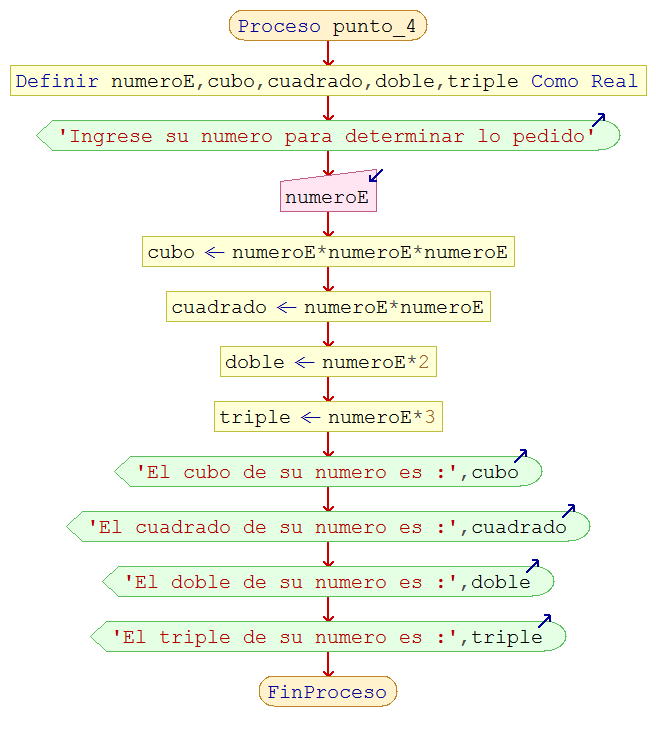 Proceso punto_4
Definir numeroE,cubo,cuadrado,doble,triple Como Real
'Ingrese su numero para determinar lo pedido'
numeroE
cubo ← numeroE*numeroE*numeroE
cuadrado ← numeroE*numeroE
doble ← numeroE*2
triple ← numeroE*3
'El cubo de su numero es :',cubo
'El cuadrado de su numero es :',cuadrado
'El doble de su numero es :',doble
'El triple de su numero es :',triple
FinProceso